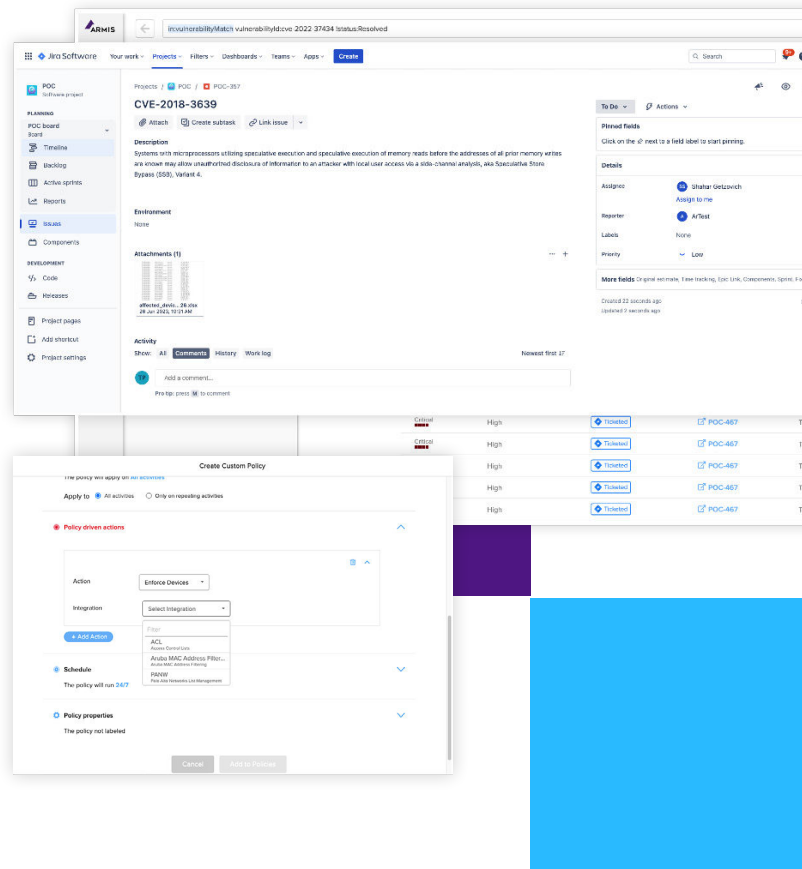 ARMIS
in:vulnerabilityMatch vulnerabilityId:cve-2022-37434 !status:Resolved
Jira Software Your work Projects Filters Dashboards Teams Apps Create Search 9+
POC
Software project
PLANNING
POC board
Board
Timeline
Backlog
Active sprints
Reports
Issues
Components
DEVELOPMENT
Code
Releases
Project pages
Add shortcut
Project settings
Projects / POC / POC-357
CVE-2018-3639
Attach Create subtask Link issue
Description
Systems with microprocessors utilizing speculative execution and speculative execution of memory reads before the addresses of all prior memory writes
are known may allow unauthorized disclosure of information to an attacker with local user access via a side-channel analysis, aka Speculative Store
Bypass (SSB), Variant 4.
Environment
None
Attachments (1)
affected_devic... 26.xlsx
26 Jun 2023, 10:51 AM
Activity
Show: All Comments History Work log Newest first
TP Add a comment...
Pro tip: press M to comment
To Do Actions
Pinned fields
Click on the next to a field label to start pinning.
Details
Assignee Shahar Getzovich
Assign to me
Reporter A ArTest
Labels None
Priority Low
More fields Original estimate, Time tracking, Epic Link, Components, Sprint,
Created 22 seconds ago
Updated 2 seconds ago
Critical High Ticketed POC-467 T
Critical High Ticketed POC-467 T
High Ticketed POC-467 T
High Ticketed POC-467 T
High Ticketed POC-467 T
Create Custom Policy
The policy will apply on All activities
Apply to All activities Only on repeating activities
Policy driven actions
Action Enforce Devices
Integration Select Integration
Filter
ACL
Access Control Lists
Aruba MAC Address Filter...
Aruba MAC Address Filtering
PANW
Palo Alto Networks List Management
+ Add Action
Schedule
The policy will run 24/7
Policy properties
The policy not labeled
Cancel Add to Policies